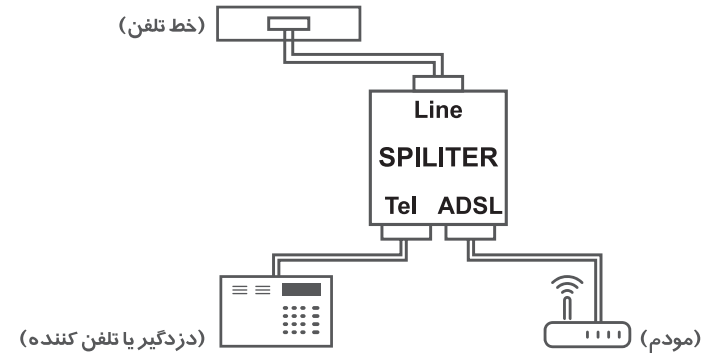 (خط تلفن)
Line
SPILITER
Tel ADSL
(دزدگیر یا تلفن کننده)
(مودم)